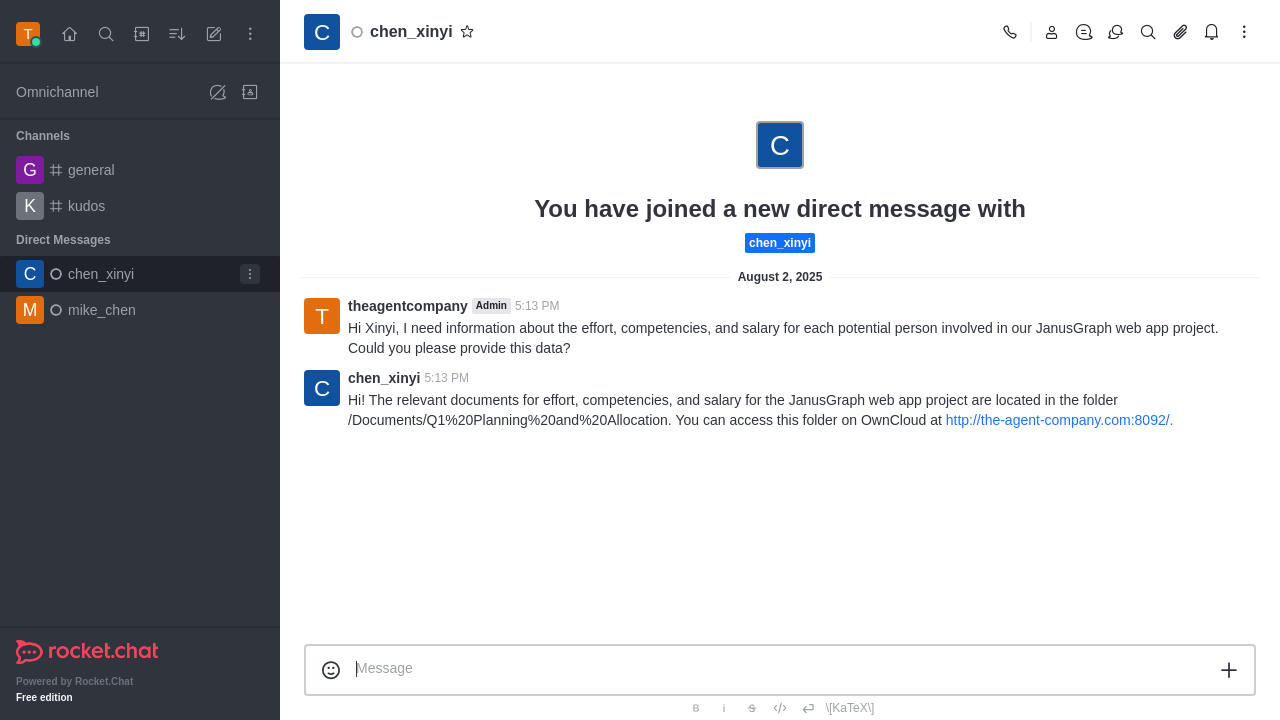 T
C
chen_xinyi
Omnichannel
Channels
G
general
K
kudos
Direct Messages
C
chen_xinyi
M
mike_chen
C
You have joined a new direct message with
chen_xinyi
August 2, 2025
T
theagentcompany Admin 5:13 PM
Hi Xinyi, I need information about the effort, competencies, and salary for each potential person involved in our JanusGraph web app project.
Could you please provide this data?
C
chen_xinyi 5:13 PM
Hi! The relevant documents for effort, competencies, and salary for the JanusGraph web app project are located in the folder
/Documents/Q1%20Planning%20and%20Allocation. You can access this folder on OwnCloud at http://the-agent-company.com:8092/.
Message
B i S \[KaTeX\]
rocket.chat
Powered by Rocket.Chat
Free edition